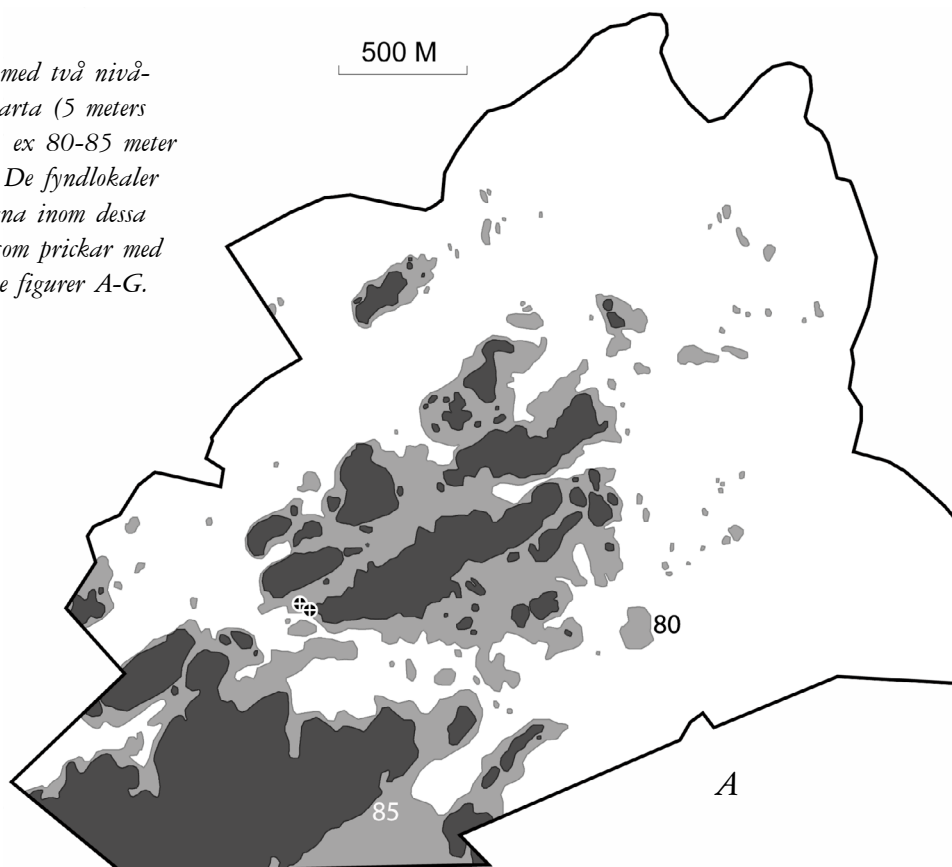 500 M
med två nivå-
arta (5 meters
ex 80-85 meter
De fyndlokaler
na inom dessa
om prickar med
e figurer A-G.
80
A
85